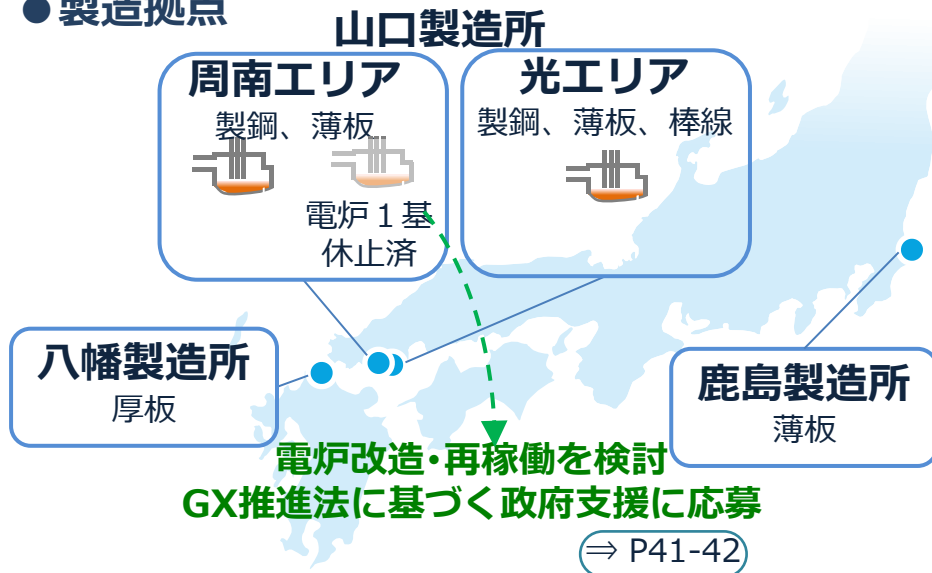 ●製造拠点
山口製造所
周南エリア
製鋼、薄板
電炉１基
休止済
光エリア
製鋼、薄板、棒線
八幡製造所
厚板
鹿島製造所
薄板
電炉改造・再稼働を検討
GX推進法に基づく政府支援に応募
⇒ P41-42